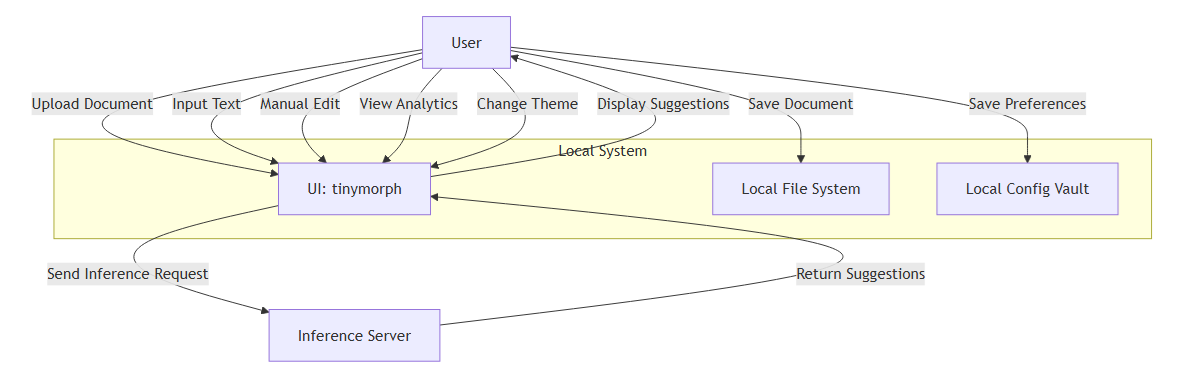 User
Upload Document
Input Text
Manual Edit
View Analytics
Change Theme
Display Suggestions
Save Document
Save Preferences
Local System
UI: tinymorph
Local File System
Local Config Vault
Send Inference Request
Return Suggestions
Inference Server